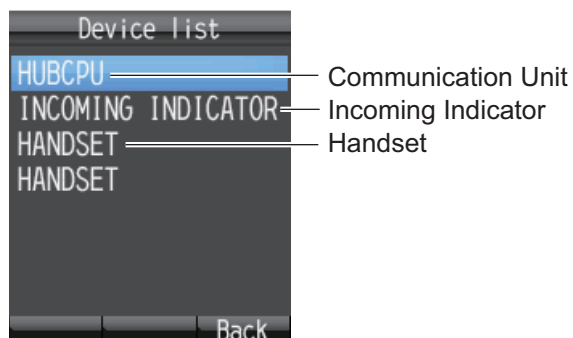 Device list
HUBCPU
Communication Unit
INCOMING INDICATOR
Incoming Indicator
HANDSET
Handset
HANDSET
Back